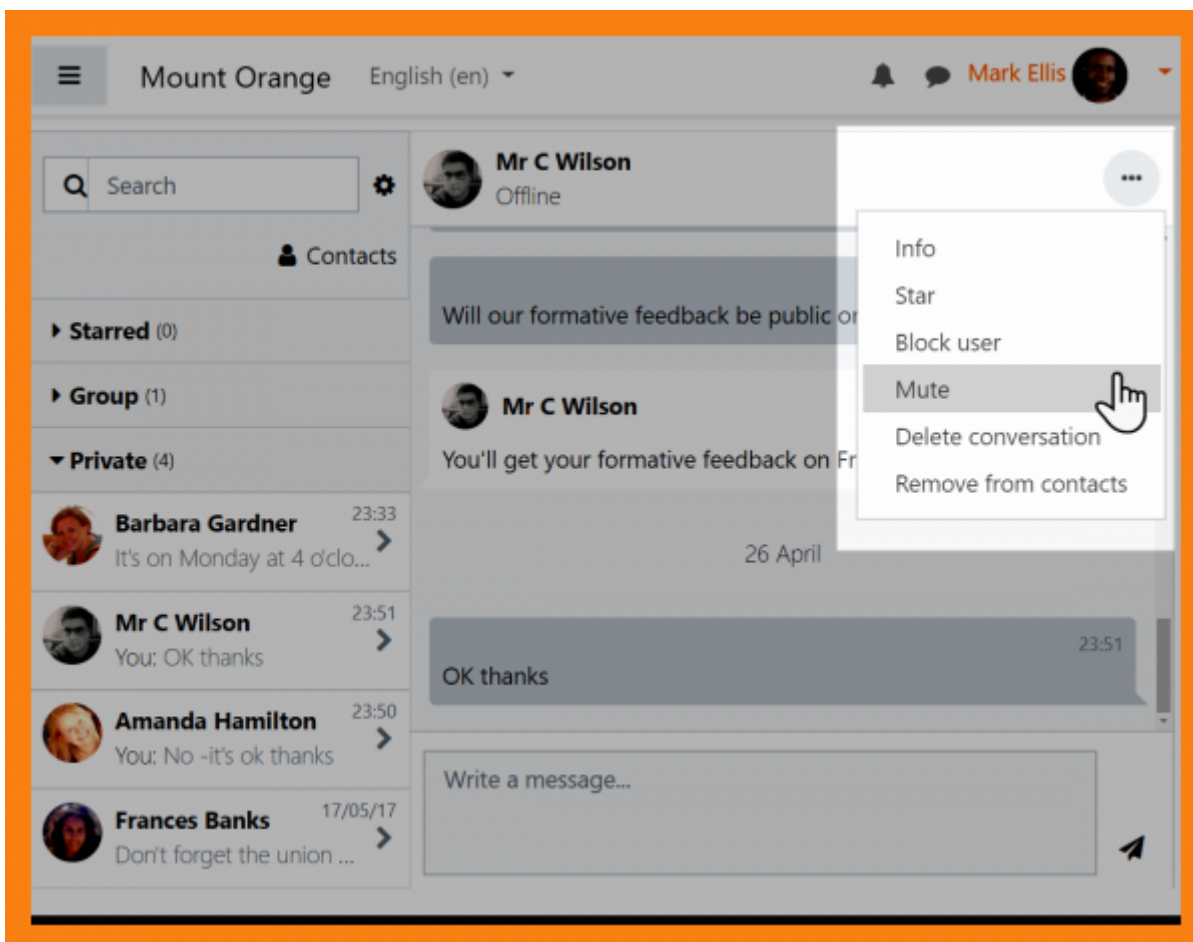 Mount Orange English (en)
Mark Ellis
Search
Contacts
Starred (0)
Group (1)
Private (4)
Barbara Gardner 23:33
It's on Monday at 4 o'clo...
Mr C Wilson 23:51
You: OK thanks
Amanda Hamilton 23:50
You: No -it's ok thanks
Frances Banks 17/05/17
Don't forget the union ...
Mr C Wilson
Offline
Will our formative feedback be public or
Mr C Wilson
You'll get your formative feedback on Fr
26 April
23:51
OK thanks
Write a message...
Info
Star
Block user
Mute
Delete conversation
Remove from contacts